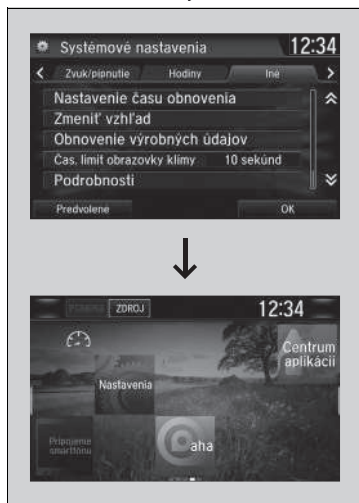 Systémové nastavenia 12:34
Zvuk/pípnutie Hodiny Iné
Nastavenie času obnovenia
Zmeniť vzhľad
Obnovenie výrobných údajov
Čas. limit obrazovky klímy 10 sekúnd
Podrobnosti
Predvolené OK
ZDROJ 12:34
Centrum
aplikácií
Nastavenia
Pripojenie
smartfónu
aha